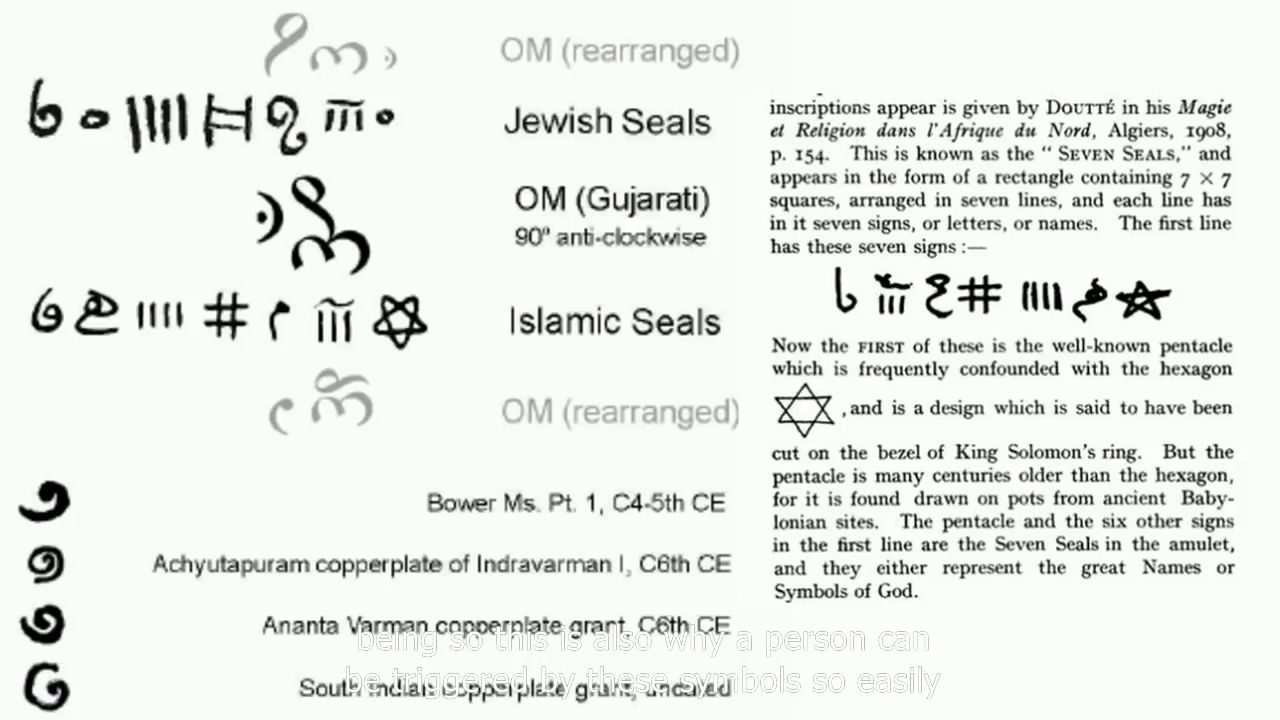 OM (rearranged)
Jewish Seals
OM (Gujarati)
90º anti-clockwise
Islamic Seals
OM (rearranged)
Bower Ms. Pt. 1, C4-5th CE
Achyutapuram copperplate of Indravarman I, C6th CE
Ananta Varman copperplate grant, C6th CE
South Indian copperplate grant, undated
inscriptions appear is given by DOUTTÉ in his Magie
et Religion dans l'Afrique du Nord, Algiers, 1908,
p. 154. This is known as the "SEVEN SEALS," and
appears in the form of a rectangle containing 7 × 7
squares, arranged in seven lines, and each line has
in it seven signs, or letters, or names. The first line
has these seven signs :—
Now the FIRST of these is the well-known pentacle
which is frequently confounded with the hexagon
, and is a design which is said to have been
cut on the bezel of King Solomon's ring. But the
pentacle is many centuries older than the hexagon,
for it is found drawn on pots from ancient Baby-
lonian sites. The pentacle and the six other signs
in the first line are the Seven Seals in the amulet,
and they either represent the great Names or
Symbols of God.
being so this is also why a person can
be triggered by these symbols so easily